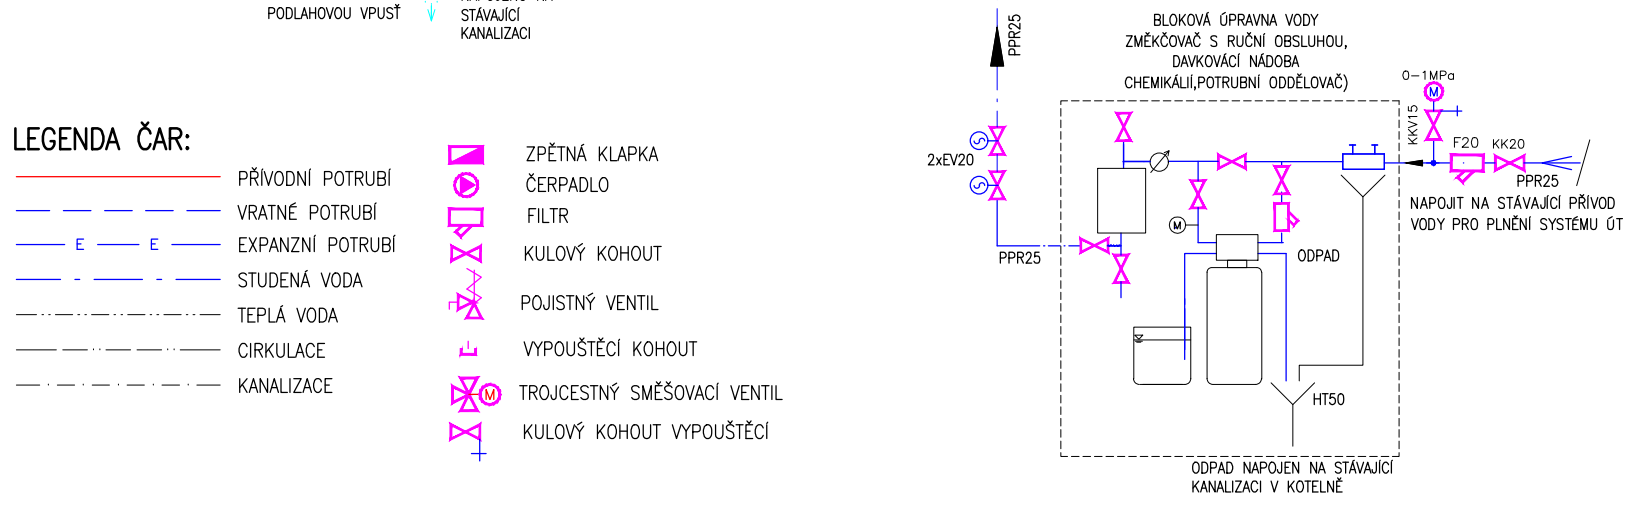 PODLAHOVOU VPUSŤ
STÁVAJÍCÍ
KANALIZACI
LEGENDA ČAR:
PŘÍVODNÍ POTRUBÍ
VRATNÉ POTRUBÍ
E E EXPANZNÍ POTRUBÍ
STUDENÁ VODA
TEPLÁ VODA
CIRKULACE
KANALIZACE
ZPĚTNÁ KLAPKA
ČERPADLO
FILTR
KULOVÝ KOHOUT
POJISTNÝ VENTIL
VYPOUŠTĚCÍ KOHOUT
M TROJCESTNÝ SMĚŠOVACÍ VENTIL
KULOVÝ KOHOUT VYPOUŠTĚCÍ
PPR25
BLOKOVÁ ÚPRAVNA VODY
ZMĚKČOVAČ S RUČNÍ OBSLUHOU,
DAVKOVÁCÍ NÁDOBA
CHEMIKÁLIÍ,POTRUBNÍ ODDĚLOVAČ)
0-1MPa
M
KKV15
F20
KK20
PPR25
NAPOJIT NA STÁVAJÍCÍ PŘÍVOD
VODY PRO PLNĚNÍ SYSTÉMU ÚT
2xEV20
PPR25
M
ODPAD
HT50
ODPAD NAPOJEN NA STÁVAJÍCÍ
KANALIZACI V KOTELNĚ